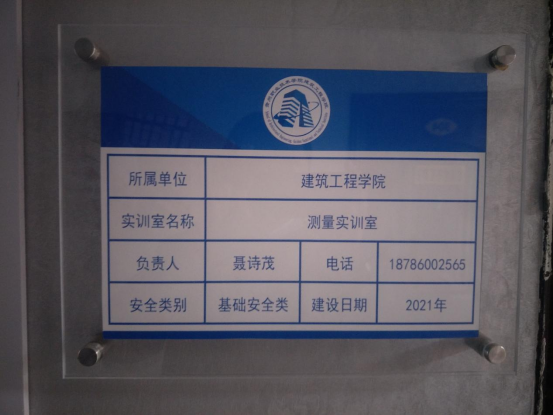 所属单位 建筑工程学院
实训室名称 测量实训室
负责人 聂诗茂 电话 18786002565
安全类别 基础安全类 建设日期 2021年